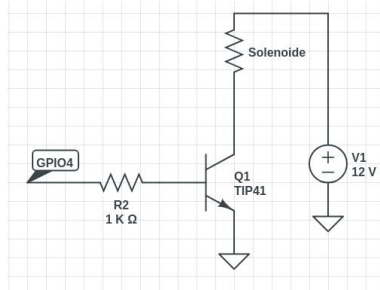 Solenoide
GPIO4
R2
1 K Ω
Q1
TIP41
+
−
V1
12 V